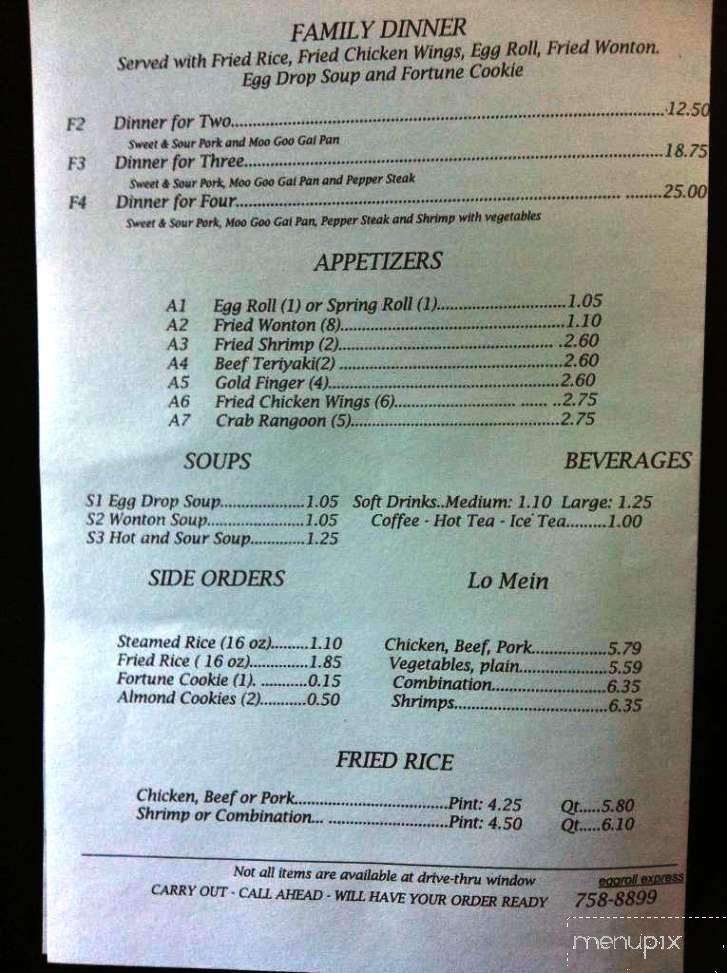 FAMILY DINNER
Served with Fried Rice, Fried Chicken Wings, Egg Roll, Fried Wonton.
Egg Drop Soup and Fortune Cookie
F2 Dinner for Two..........12.50
Sweet & Sour Pork and Moo Goo Gai Pan
F3 Dinner for Three..........18.75
Sweet & Sour Pork, Moo Goo Gai Pan and Pepper Steak
F4 Dinner for Four.......... ........25.00
Sweet & Sour Pork, Moo Goo Gai Pan, Pepper Steak and Shrimp with vegetables
APPETIZERS
A1 Egg Roll (1) or Spring Roll (1)..........1.05
A2 Fried Wonton (8)..........1.10
A3 Fried Shrimp (2).......... .2.60
A4 Beef Teriyaki(2) ..........2.60
A5 Gold Finger (4)..........2.60
A6 Fried Chicken Wings (6).......... ...... ..2.75
A7 Crab Rangoon (5)..........2.75
SOUPS
S1 Egg Drop Soup..........1.05
S2 Wonton Soup..........1.05
S3 Hot and Sour Soup..........1.25
BEVERAGES
Soft Drinks..Medium: 1.10 Large: 1.25
Coffee - Hot Tea - Ice Tea.........1.00
SIDE ORDERS
Steamed Rice (16 oz).........1.10
Fried Rice ( 16 oz)..........1.85
Fortune Cookie (1). ..........0.15
Almond Cookies (2)..........0.50
Lo Mein
Chicken, Beef, Pork..........5.79
Vegetables, plain..........5.59
Combination..........6.35
Shrimps..........6.35
FRIED RICE
Chicken, Beef or Pork..........Pint: 4.25 Qt.....5.80
Shrimp or Combination... ..........Pint: 4.50 Qt.....6.10
Not all items are available at drive-thru window
CARRY OUT - CALL AHEAD - WILL HAVE YOUR ORDER READY
eggroll express
758-8899
menupix